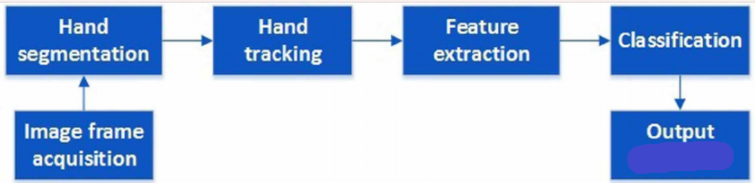 Hand
segmentation
Hand
tracking
Feature
extraction
Classification
Image frame
acquisition
Output